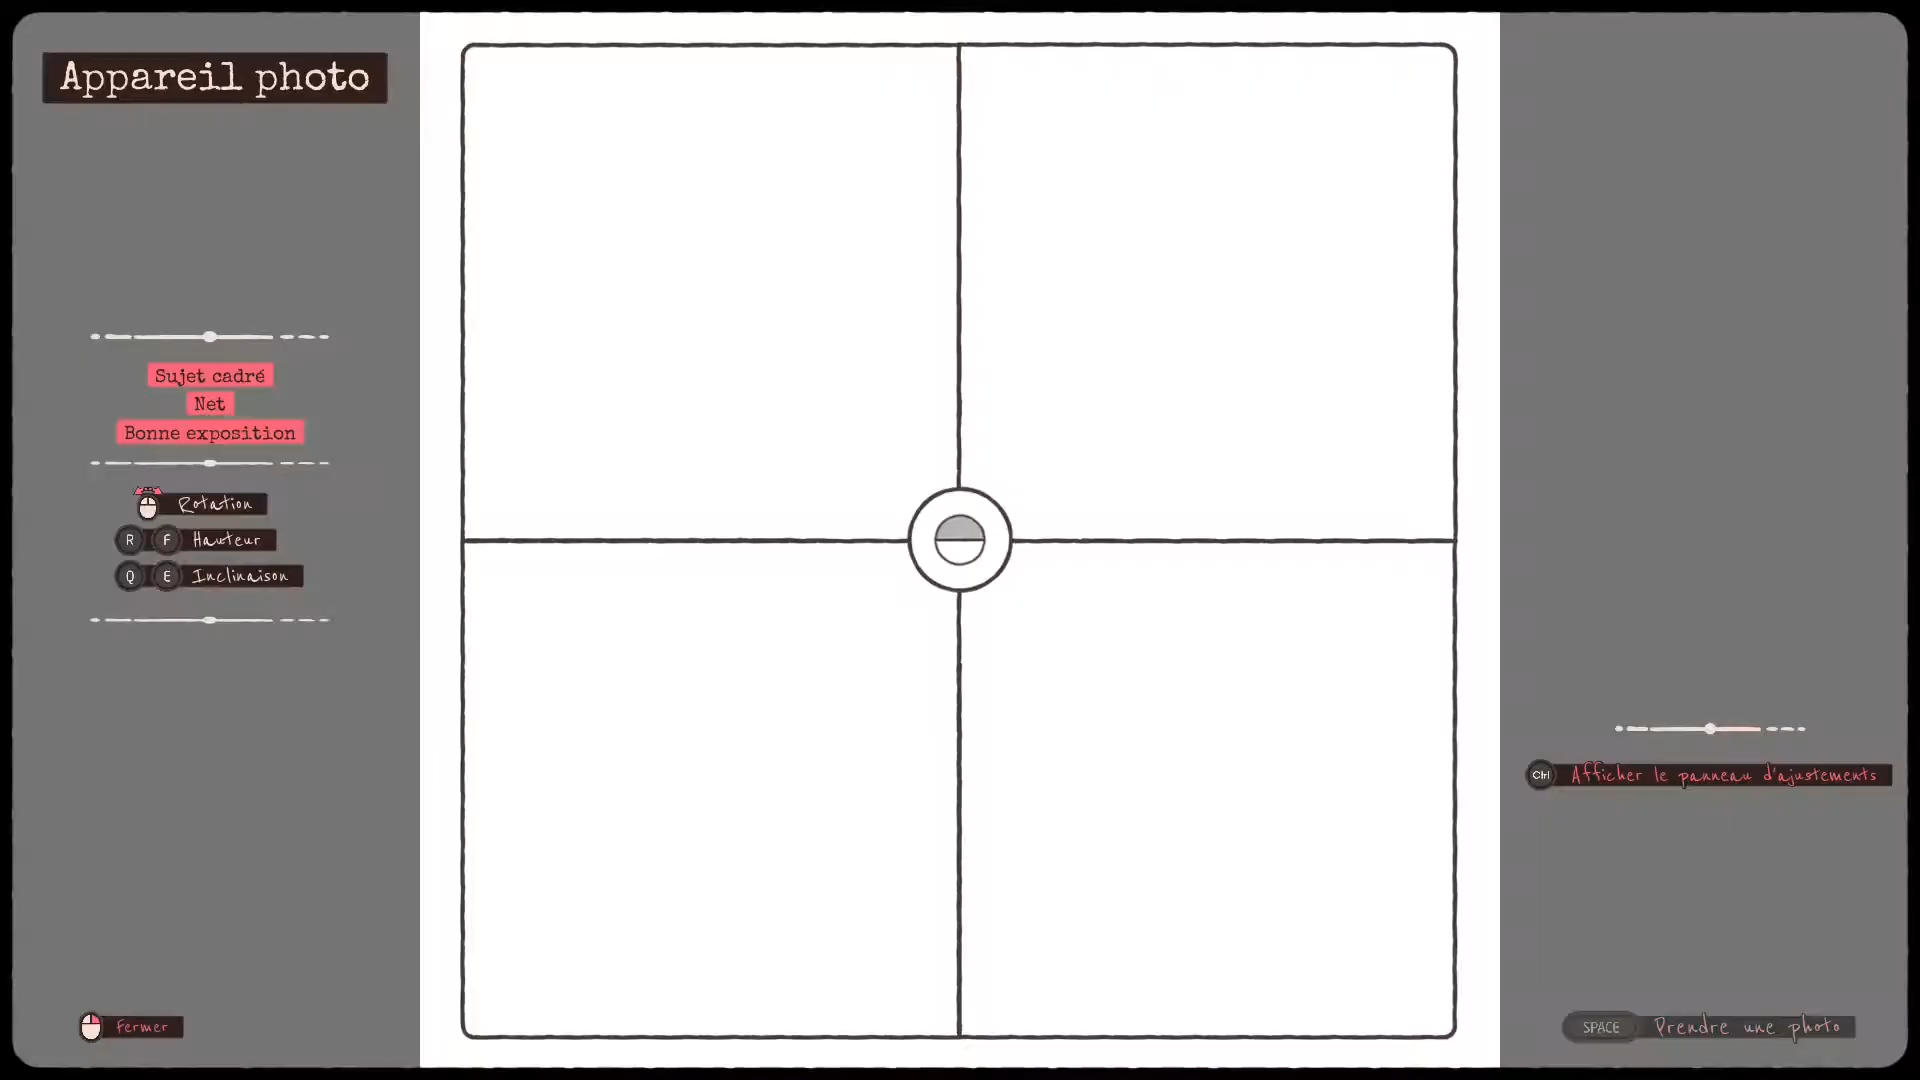 Appareil photo
Sujet cadré
Net
Bonne exposition
Rotation
R F Hauteur
Q E Inclinaison
Ctrl Afficher le panneau d'ajustements
Fermer
SPACE Prendre une photo